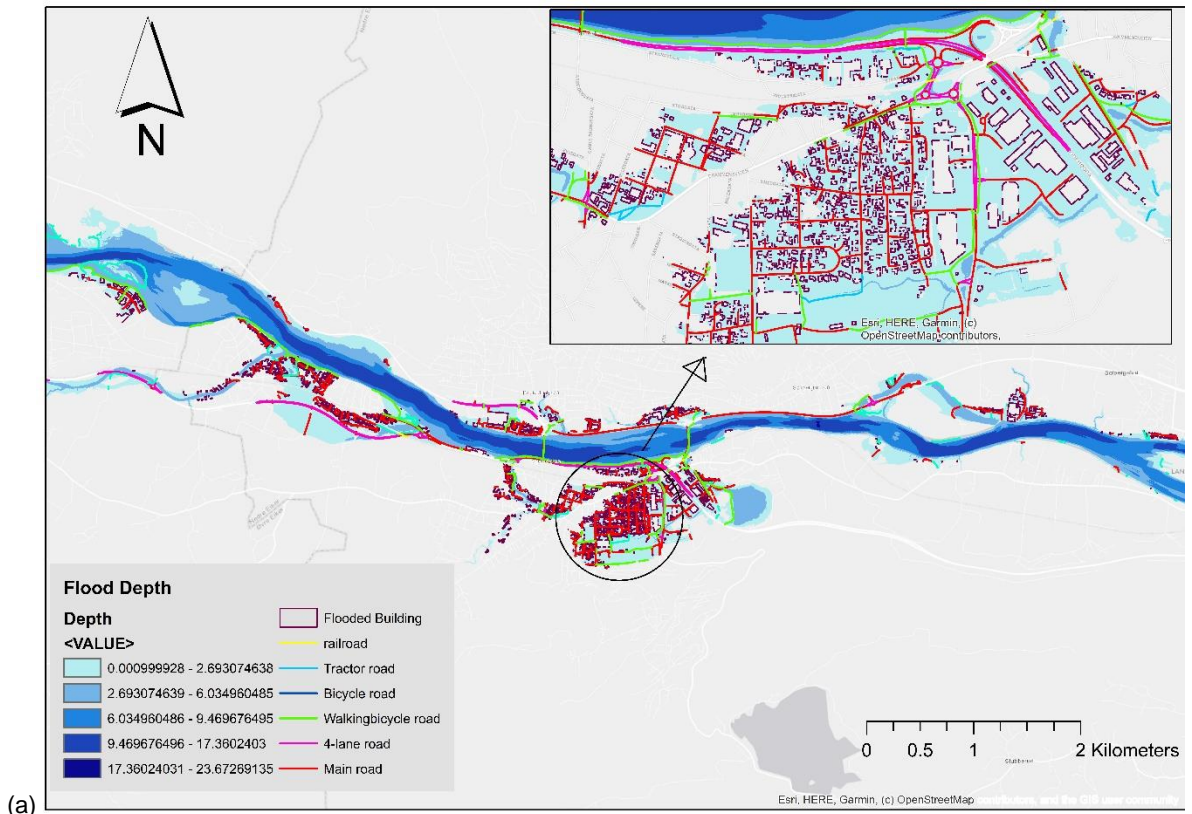 N
Esri, HERE, Garmin, (c)
OpenStreetMap contributors,
Flood Depth
Depth
<VALUE>
0.000999928 - 2.693074638
2.693074639 - 6.034960485
6.034960486 - 9.469676495
9.469676496 - 17.3602403
17.36024031 - 23.67269135
Flooded Building
railroad
Tractor road
Bicycle road
Walkingbicycle road
4-lane road
Main road
0 0.5 1 2 Kilometers
Esri, HERE, Garmin, (c) OpenStreetMap contributors, and the GIS user community
(a)